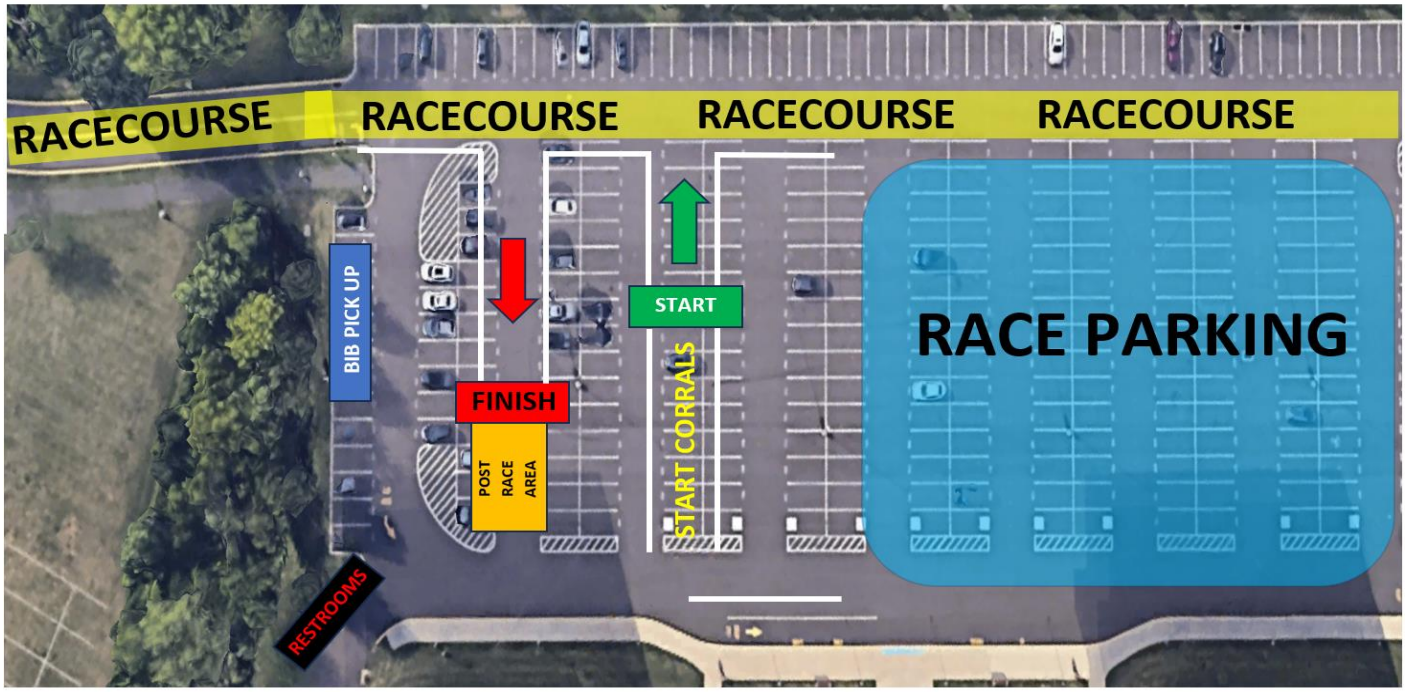 RACECOURSE
RACECOURSE
RACECOURSE
RACECOURSE
BIB PICK UP
START
RACE PARKING
START CORRALS
FINISH
POST
RACE
AREA
RESTROOMS